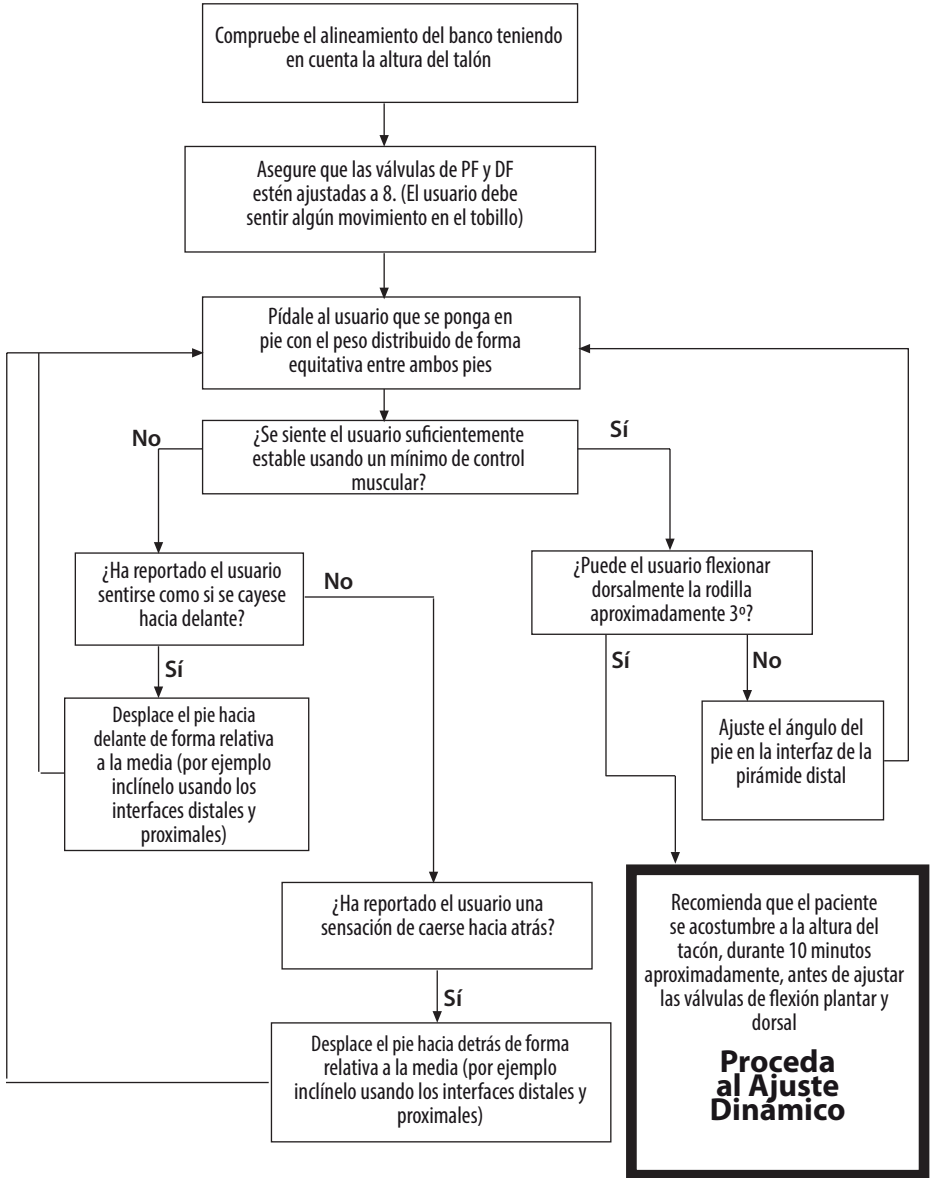 Compruebe el alineamiento del banco teniendo
en cuenta la altura del talón
Asegure que las válvulas de PF y DF
estén ajustadas a 8. (El usuario debe
sentir algún movimiento en el tobillo)
Pídale al usuario que se ponga en
pie con el peso distribuido de forma
equitativa entre ambos pies
No
¿Se siente el usuario suficientemente
estable usando un mínimo de control
muscular?
Sí
¿Ha reportado el usuario
sentirse como si se cayese
hacia delante?
No
Sí
Desplace el pie hacia
delante de forma relativa
a la media (por ejemplo
inclínelo usando los
interfaces distales y
proximales)
¿Puede el usuario flexionar
dorsalmente la rodilla
aproximadamente 3º?
Sí
No
Ajuste el ángulo del
pie en la interfaz de la
pirámide distal
¿Ha reportado el usuario una
sensación de caerse hacia atrás?
Sí
Desplace el pie hacia detrás de forma
relativa a la media (por ejemplo
inclínelo usando los interfaces distales y
proximales)
Recomienda que el paciente
se acostumbre a la altura del
tacón, durante 10 minutos
aproximadamente, antes de ajustar
las válvulas de flexión plantar y
dorsal
Proceda
al Ajuste
Dinámico